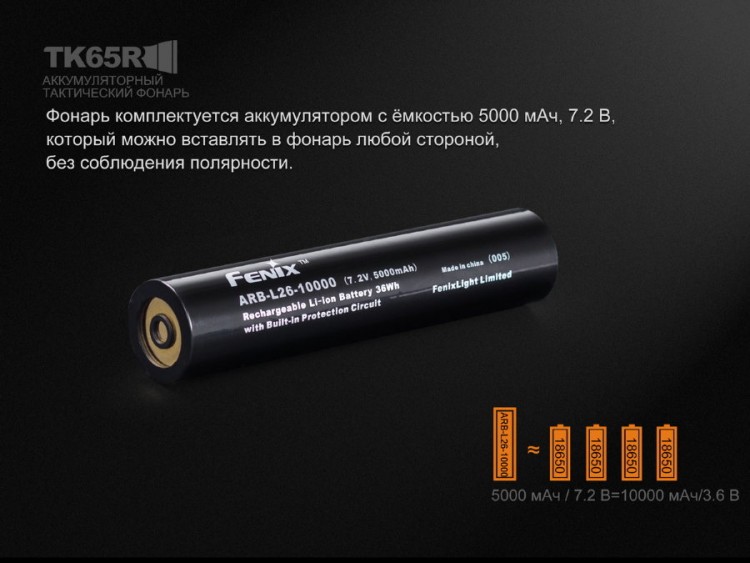 TK65R
АККУМУЛЯТОРНЫЙ
ТАКТИЧЕСКИЙ ФОНАРЬ
Фонарь комплектуется аккумулятором с ёмкостью 5000 мАч, 7.2 В,
который можно вставлять в фонарь любой стороной,
без соблюдения полярности.
FENIX™
ARB-L26-10000 (7.2V. 5000mAh)
Rechargeable Li-ion Battery 36Wh
with Built-in Protection Circuit
Made in china (005)
FenixLight Limited
ARB-L26-10000 ≈ 18650 18650 18650 18650
5000 мАч / 7.2 В=10000 мАч/3.6 В